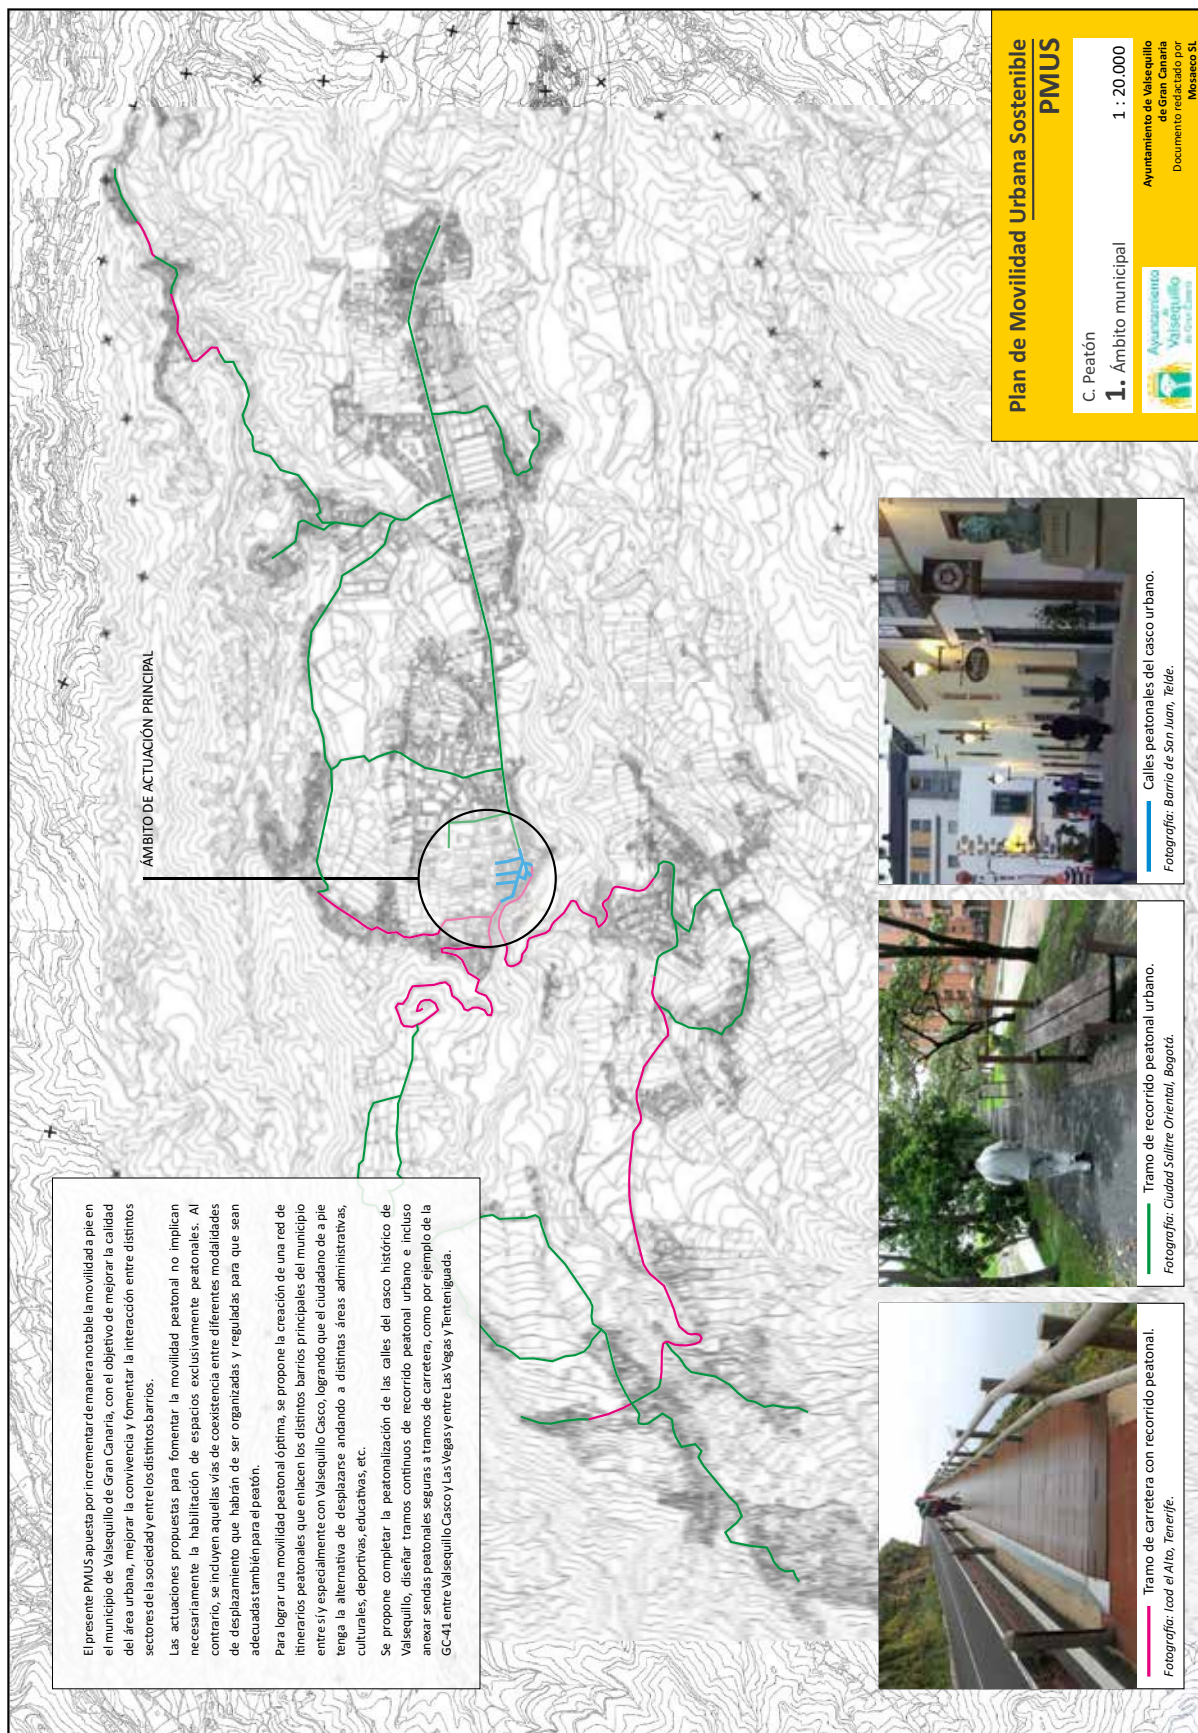 El presente PMUS apuesta por incrementar de manera notable la movilidad a pie en
el municipio de Valsequillo de Gran Canaria, con el objetivo de mejorar la calidad
del área urbana, mejorar la convivencia y fomentar la interacción entre distintos
sectores de la sociedad y entre los distintos barrios.
Las actuaciones propuestas para fomentar la movilidad peatonal no implican
necesariamente la habilitación de espacios exclusivamente peatonales. Al
contrario, se incluyen aquellas vías de coexistencia entre diferentes modalidades
de desplazamiento que habrán de ser organizadas y reguladas para que sean
adecuadas también para el peatón.
Para lograr una movilidad peatonal óptima, se propone la creación de una red de
itinerarios peatonales que enlacen los distintos barrios principales del municipio
entre sí y especialmente con Valsequillo Casco, logrando que el ciudadano de a pie
tenga la alternativa de desplazarse andando a distintas áreas administrativas,
culturales, deportivas, educativas, etc.
Se propone completar la peatonalización de las calles del casco histórico de
Valsequillo, diseñar tramos continuos de recorrido peatonal urbano e incluso
anexar sendas peatonales seguras a tramos de carretera, como por ejemplo de la
GC-41 entre Valsequillo Casco y Las Vegas y entre Las Vegas y Tenteniguada.
ÁMBITO DE ACTUACIÓN PRINCIPAL
Tramo de carretera con recorrido peatonal.
Fotografía: Icod el Alto, Tenerife.
Tramo de recorrido peatonal urbano.
Fotografía: Ciudad Salitre Oriental, Bogotá.
Calles peatonales del casco urbano.
Fotografía: Barrio de San Juan, Telde.
Plan de Movilidad Urbana Sostenible
PMUS
C. Peatón
1. Ámbito municipal 1 : 20.000
Ayuntamiento
de
Valsequillo
de Gran Canaria
Ayuntamiento de Valsequillo
de Gran Canaria
Documento redactado por
Mosaeco SL